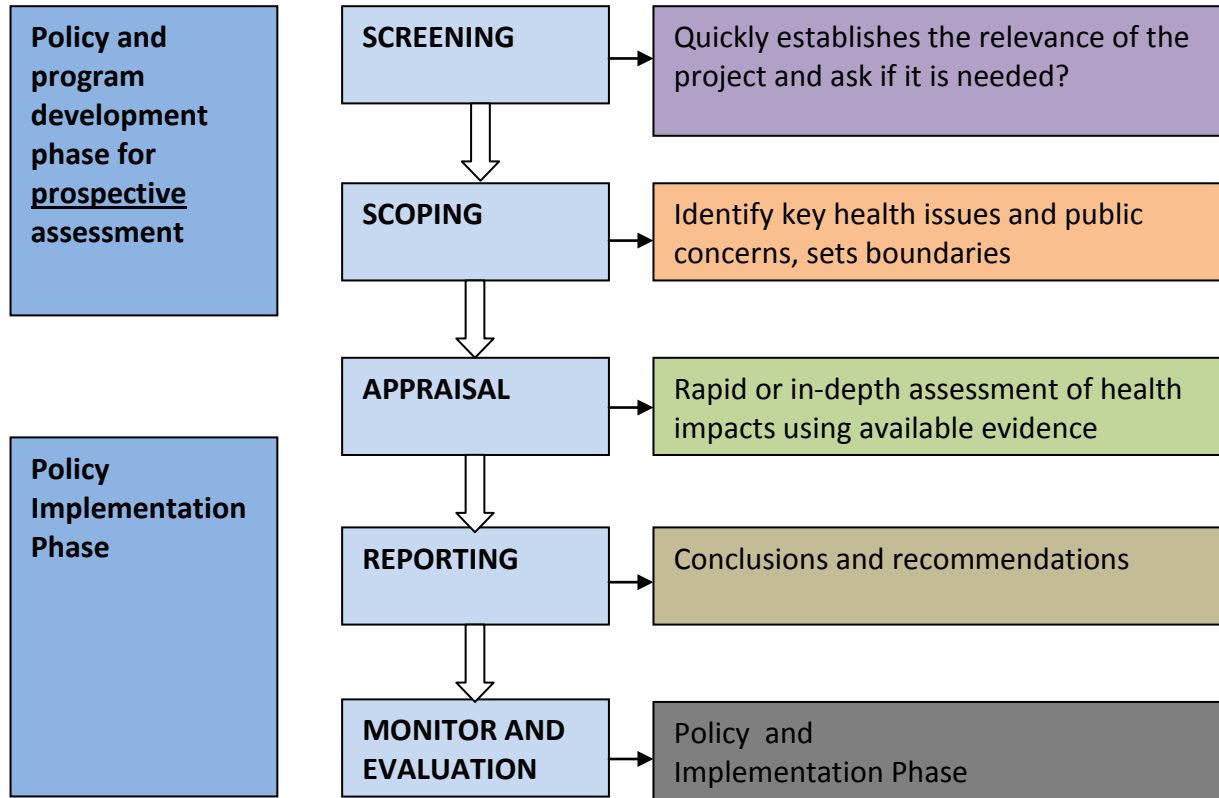 Policy and
program
development
phase for
prospective
assessment
Policy
Implementation
Phase
SCREENING
Quickly establishes the relevance of the
project and ask if it is needed?
SCOPING
Identify key health issues and public
concerns, sets boundaries
APPRAISAL
Rapid or in-depth assessment of health
impacts using available evidence
REPORTING
Conclusions and recommendations
MONITOR AND
EVALUATION
Policy and
Implementation Phase